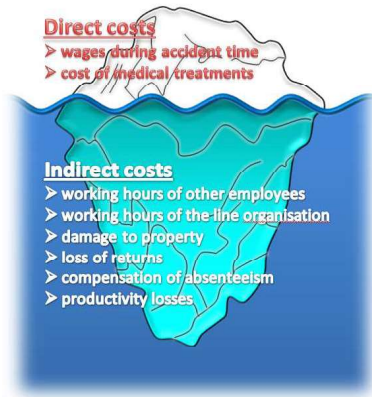 Direct costs
➢ wages during accident time
➢ cost of medical treatments
Indirect costs
➢ working hours of other employees
➢ working hours of the line organisation
➢ damage to property
➢ loss of returns
➢ compensation of absenteeism
➢ productivity losses